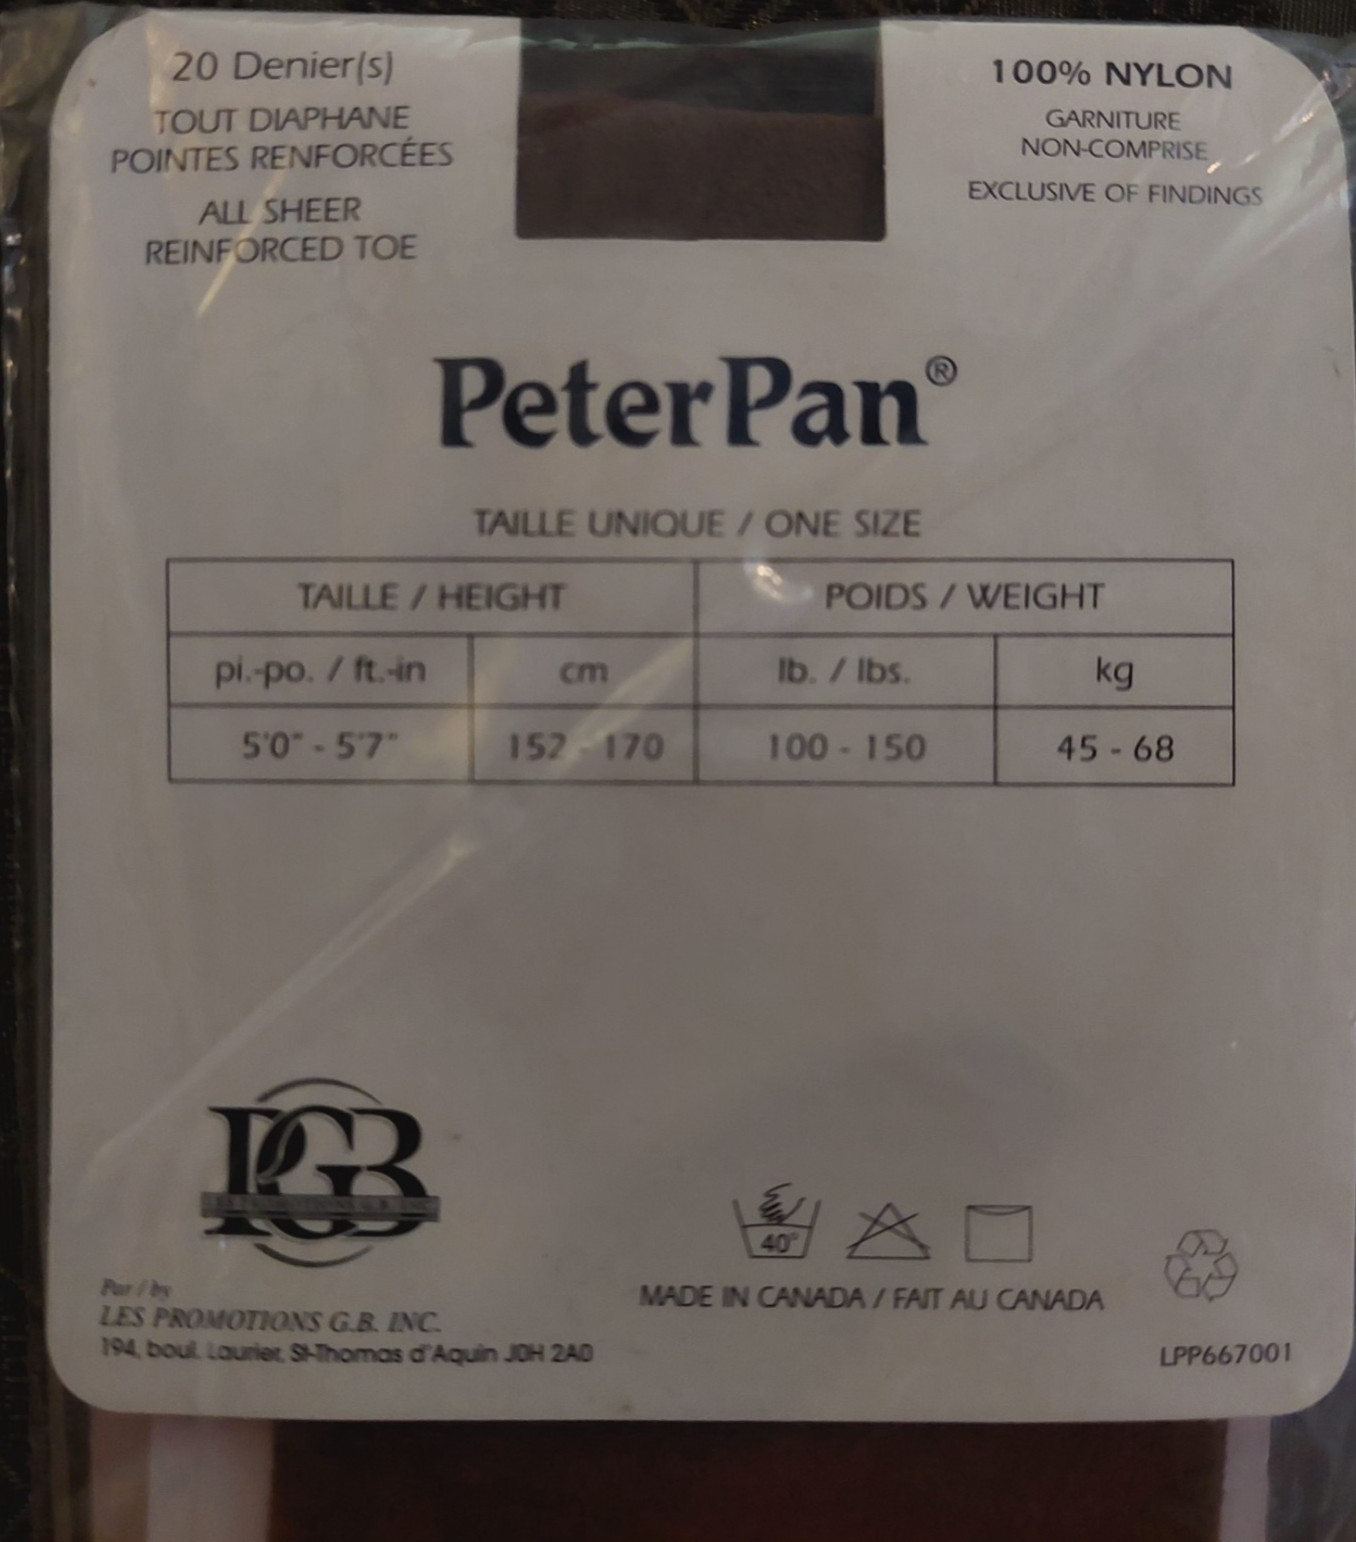 20 Denier(s)
TOUT DIAPHANE
POINTES RENFORCÉES
ALL SHEER
REINFORCED TOE
100% NYLON
GARNITURE
NON-COMPRISE
EXCLUSIVE OF FINDINGS
PeterPan®
TAILLE UNIQUE / ONE SIZE
TAILLE / HEIGHT POIDS / WEIGHT
pi.-po. / ft.-in cm lb. / lbs. kg
5'0" - 5'7" 152 - 170 100 - 150 45 - 68
PGB
LES PROMOTIONS G.B. INC.
40°
Par / by
LES PROMOTIONS G.B. INC.
194, boul. Laurier, St-Thomas d'Aquin J0H 2A0
MADE IN CANADA / FAIT AU CANADA
LPP667001